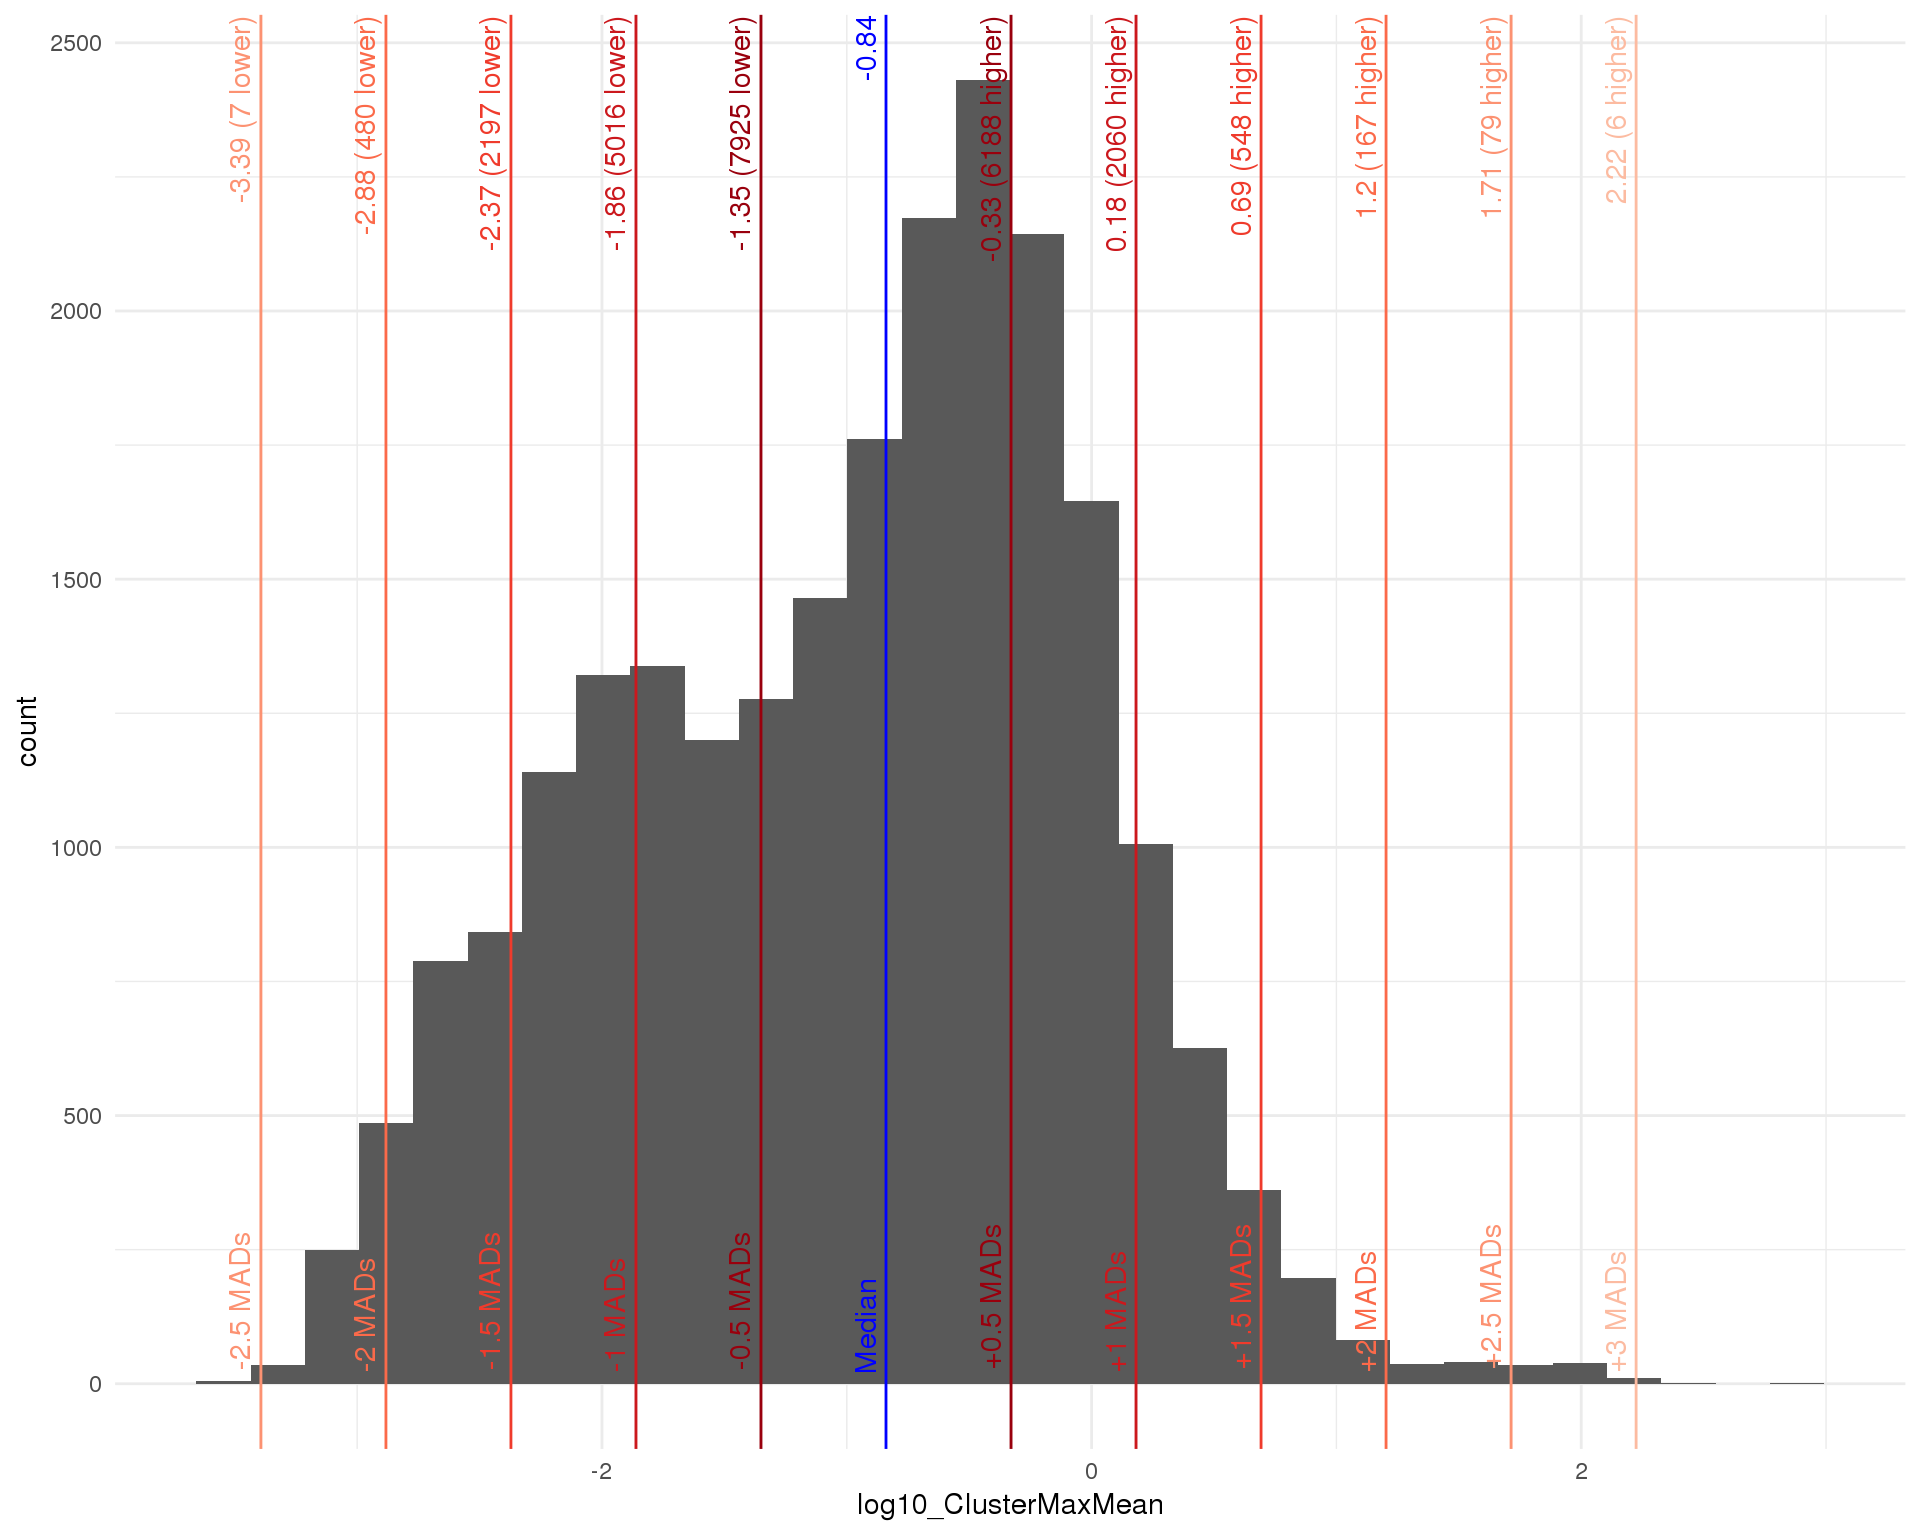 -3.39 (7 lower)
-2.88 (480 lower)
-2.37 (2197 lower)
-1.86 (5016 lower)
-1.35 (7925 lower)
-0.84
-0.33 (6188 higher)
0.18 (2060 higher)
0.69 (548 higher)
1.2 (167 higher)
1.71 (79 higher)
2.22 (6 higher)
2500
2000
1500
1000
500
0
count
-2.5 MADs
-2 MADs
-1.5 MADs
-1 MADs
-0.5 MADs
Median
+0.5 MADs
+1 MADs
+1.5 MADs
+2 MADs
+2.5 MADs
+3 MADs
-2
0
2
log10_ClusterMaxMean